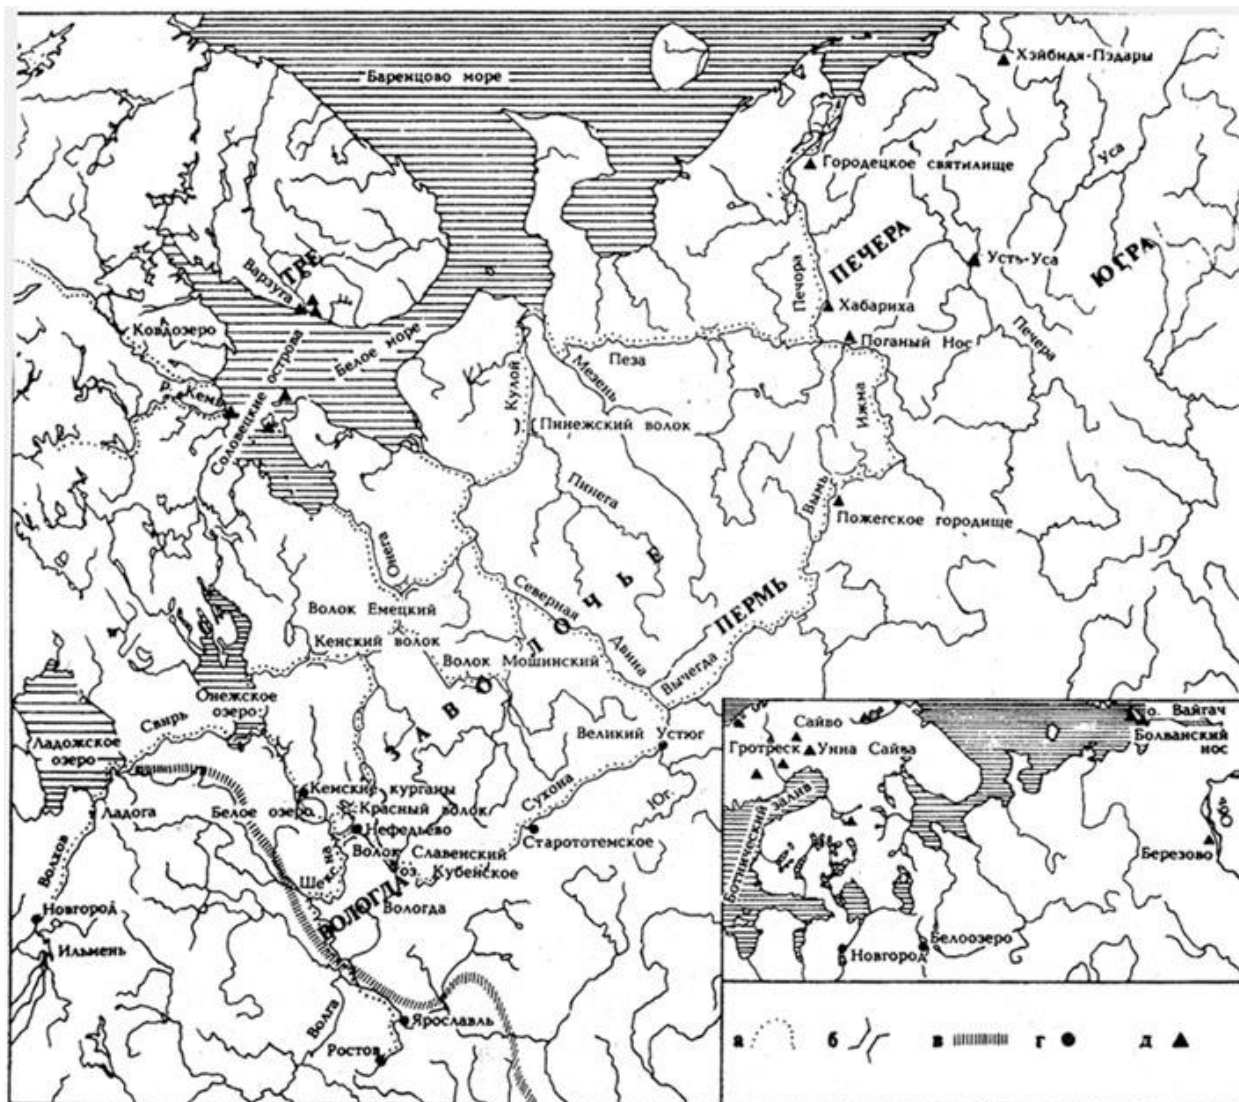 Баренцово море
Хэйбидя-Пэдары
Городецкое святилище
Уса
ПЕЧЕРА
ЮГРА
Усть-Уса
Печора
ТРЕ
Варзуга
Хабариха
Печера
Ковдозеро
Белое море
Соловецкие острова
Поганый Нос
Пеза
Мезень
р. Кемь
Кулой
Ижма
Пинежский волок
Пинега
Вымь
Пожегское городище
Онега
Северная Двина
ПЕРМЬ
Волок Емецкий
Кенский волок
Волок Мошинский
Вычегда
ЗАВОЛОЧЬЕ
Онежское
озеро
Свирь
Ладожское
озеро
Великий Устюг
Сухона
Юг
Кемские курганы
Белое озеро
Красный волок
Ладога
Нефедьево
Старототемское
Волок Славенский
оз. Кубенское
Шексна
Волхов
ВОЛОГДА
Вологда
Новгород
Ильмень
Волга
Ярославль
Ростов
Сайво
о. Вайгач
Болванский
нос
Гротреск
Унна Сайва
Ботнический залив
Обь
Березово
Белоозеро
Новгород
а б в г д